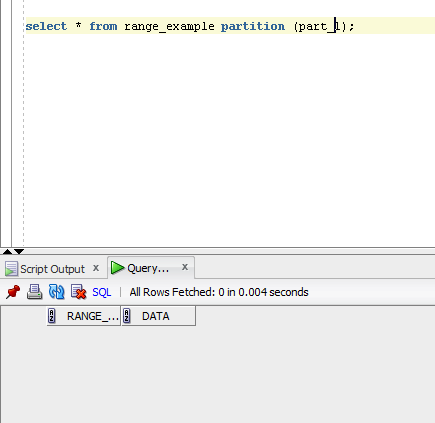 select * from range_example partition (part_1);
Script Output x
Query... x
SQL | All Rows Fetched: 0 in 0.004 seconds
RANGE_... DATA